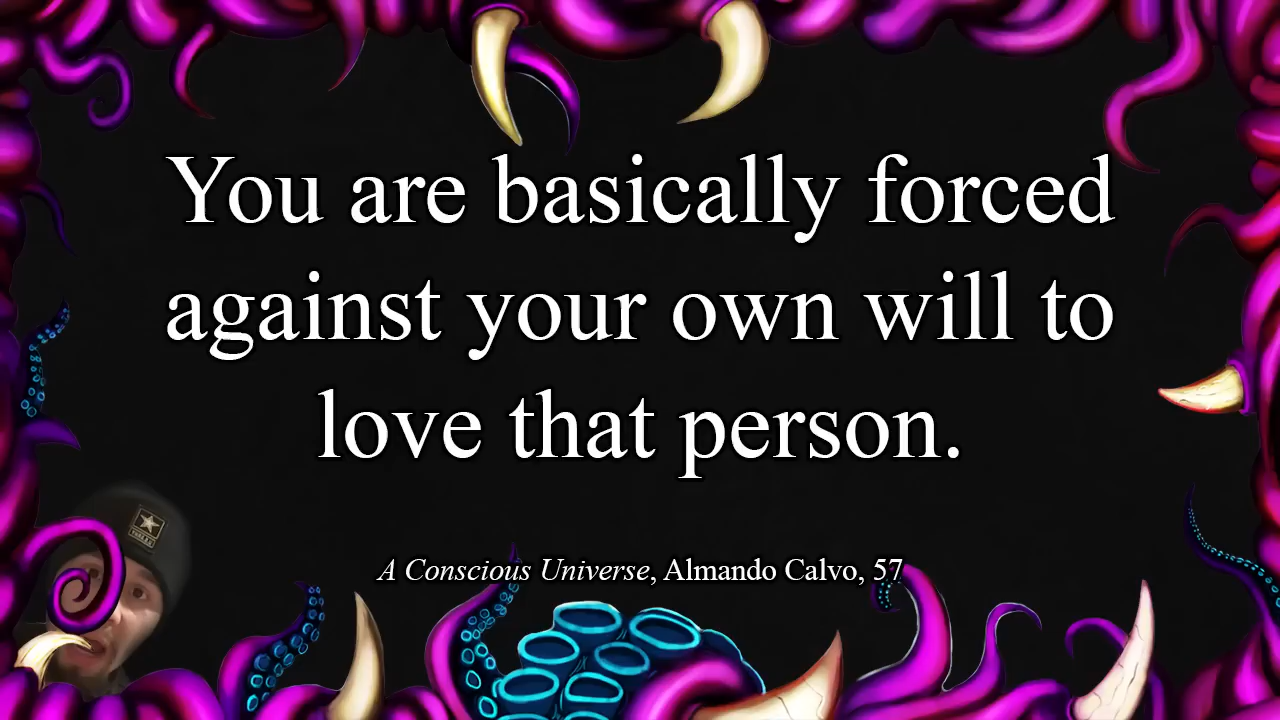 You are basically forced
against your own will to
love that person.
A Conscious Universe, Almando Calvo, 57